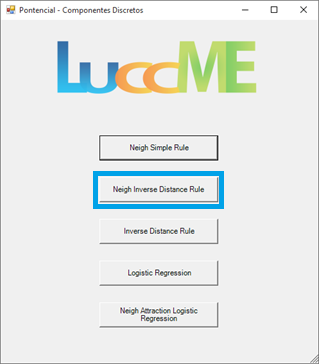 Pontencial - Componentes Discretos
LuccME
Neigh Simple Rule
Neigh Inverse Distance Rule
Inverse Distance Rule
Logistic Regression
Neigh Attraction Logistic
Regression